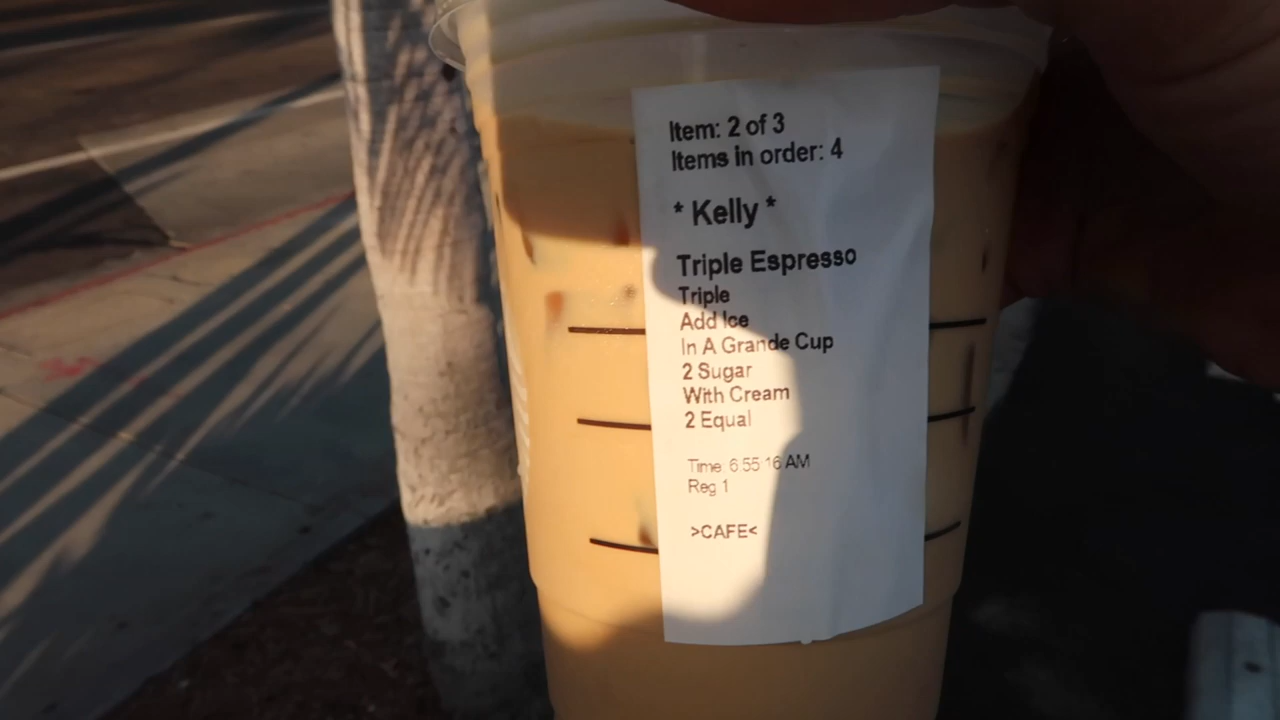 Item: 2 of 3
Items in order: 4
* Kelly *
Triple Espresso
Triple
Add Ice
In A Grande Cup
2 Sugar
With Cream
2 Equal
Time: 6:55:16 AM
Reg 1
>CAFE<